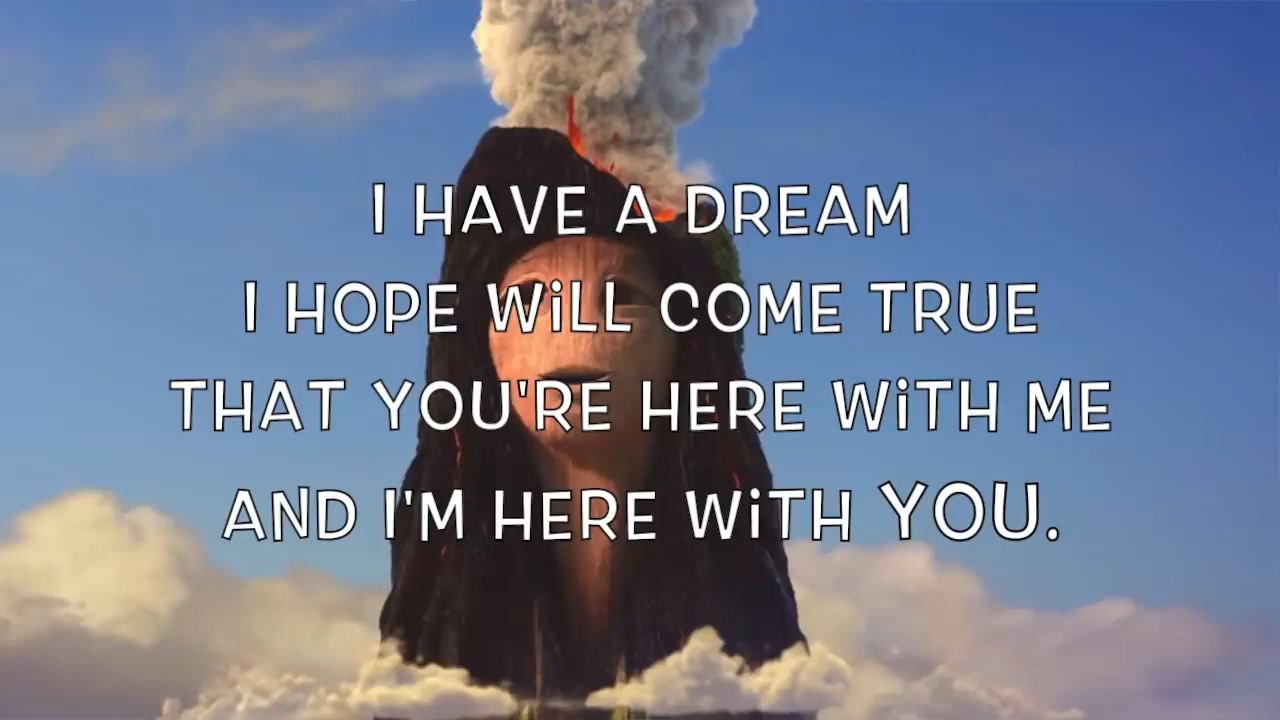 I HAVE A DREAM
I HOPE WiLL COME TRUE
THAT YOU'RE HERE WiTH ME
AND I'M HERE WiTH YOU.